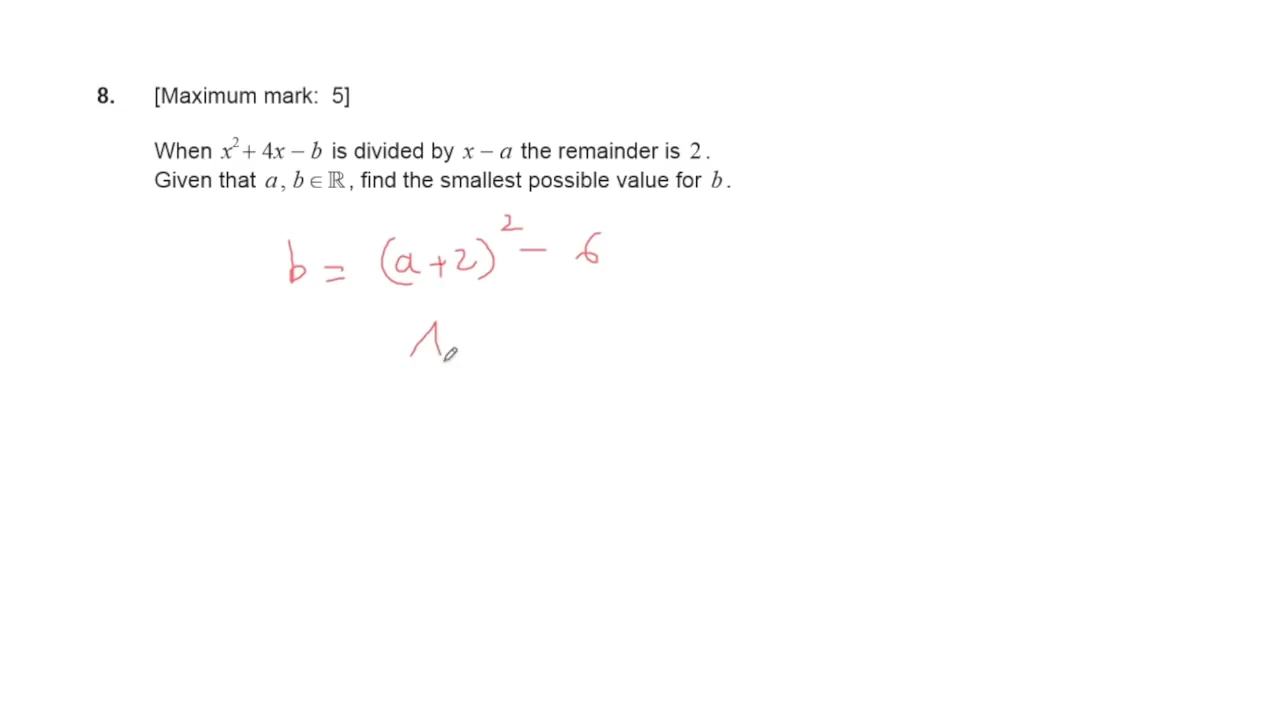 8. [Maximum mark: 5]
When x² + 4x − b is divided by x − a the remainder is 2.
Given that a, b ∈ ℝ, find the smallest possible value for b.
b = (a+2)² − 6